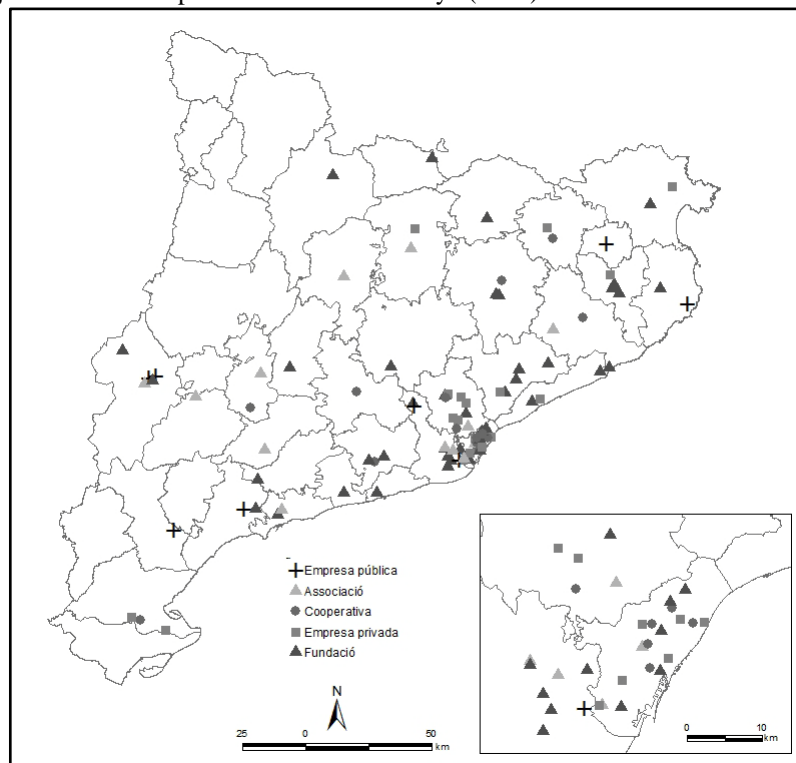 Empresa pública
Associació
Cooperativa
Empresa privada
Fundació
N
25 0 50
km
0 10
km